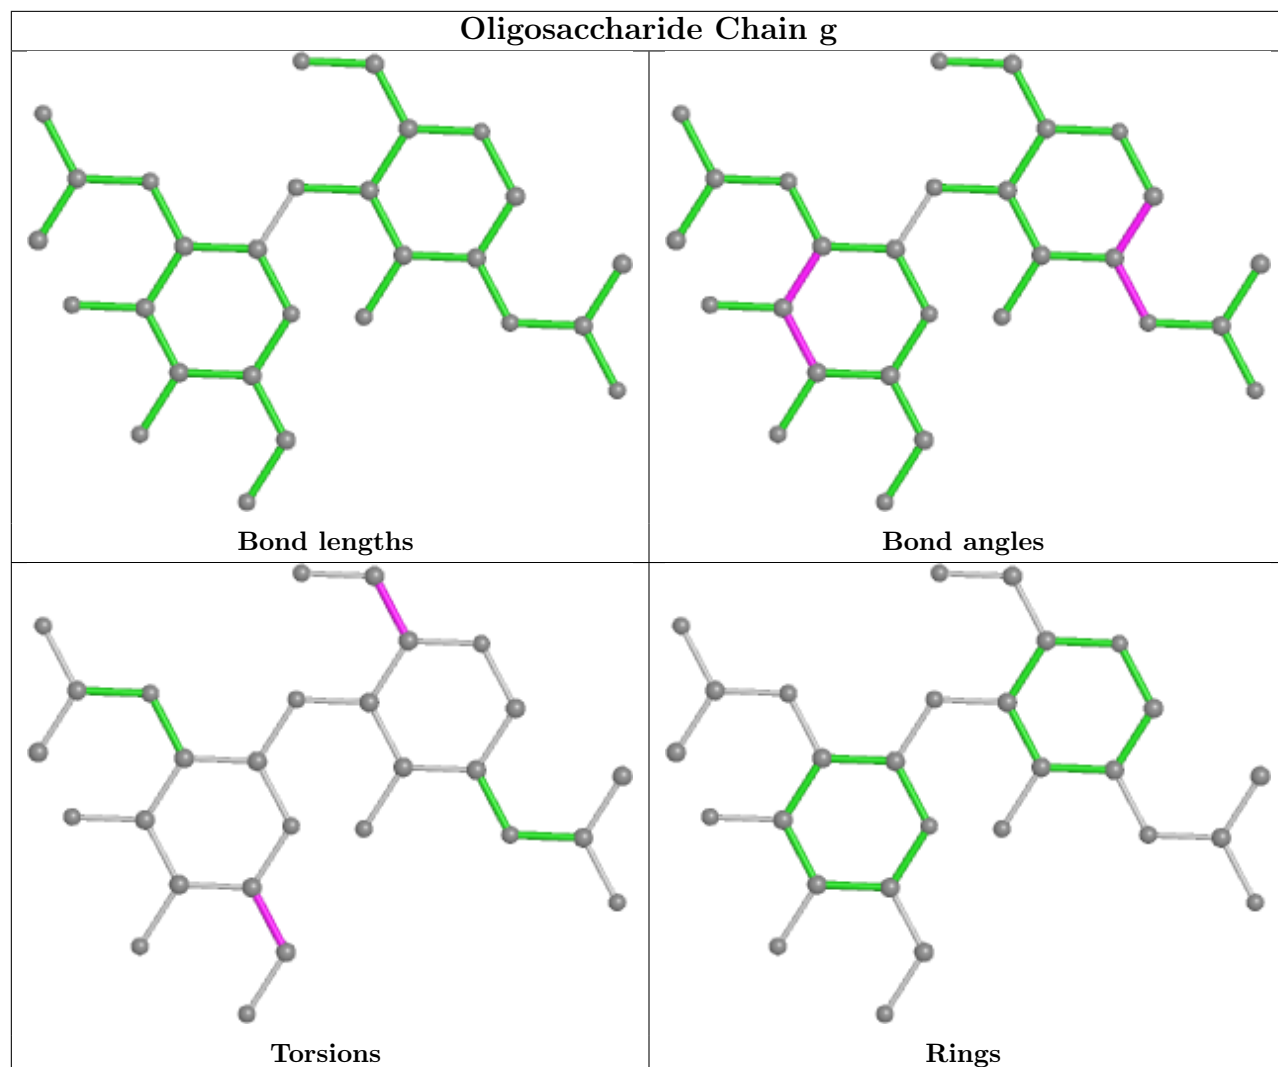 Oligosaccharide Chain g
Bond lengths
Bond angles
Torsions
Rings